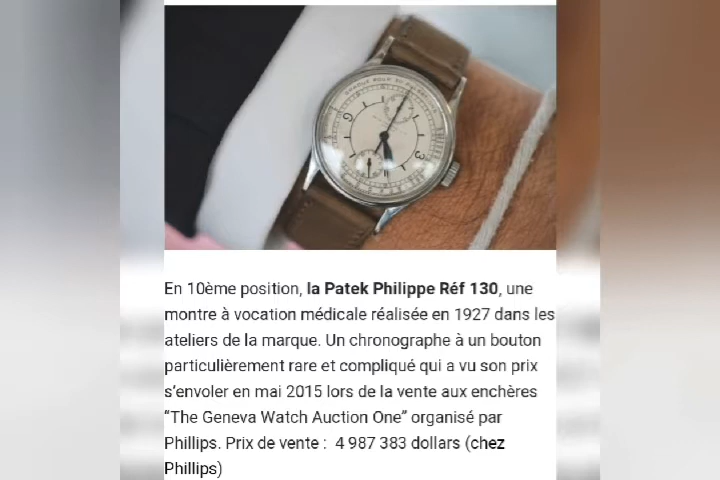 En 10ème position, la Patek Philippe Réf 130, une
montre à vocation médicale réalisée en 1927 dans les
ateliers de la marque. Un chronographe à un bouton
particulièrement rare et compliqué qui a vu son prix
s’envoler en mai 2015 lors de la vente aux enchères
“The Geneva Watch Auction One” organisé par
Phillips. Prix de vente : 4 987 383 dollars (chez
Phillips)